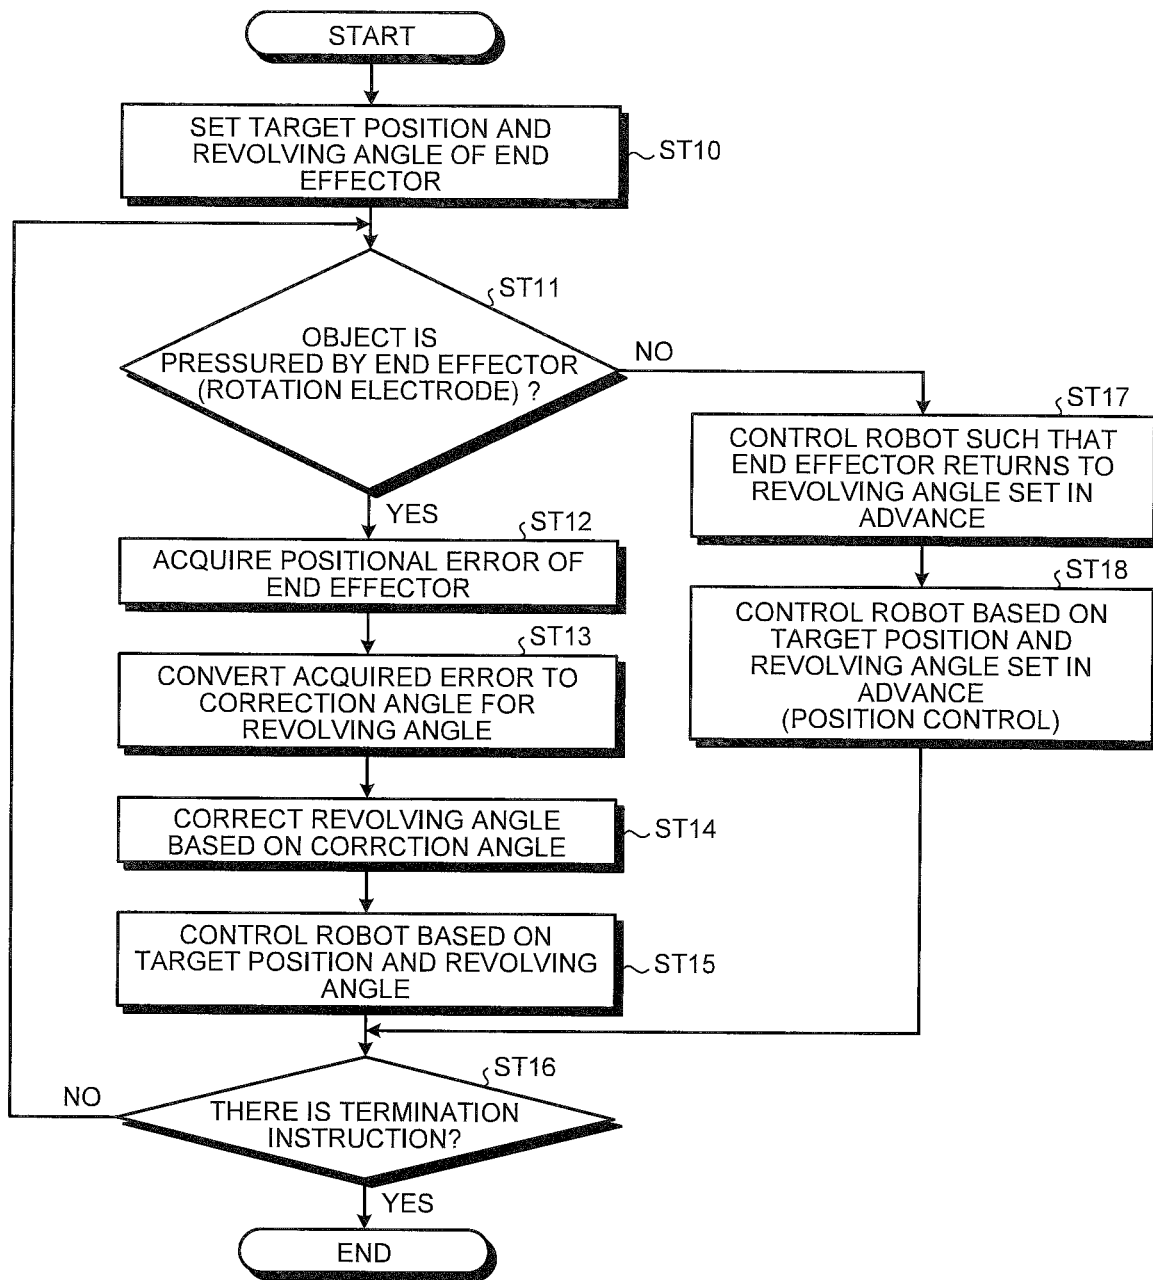 START
SET TARGET POSITION AND
REVOLVING ANGLE OF END
EFFECTOR
ST10
ST11
OBJECT IS
PRESSURED BY END EFFECTOR
(ROTATION ELECTRODE) ?
NO
YES
ST17
CONTROL ROBOT SUCH THAT
END EFFECTOR RETURNS TO
REVOLVING ANGLE SET IN
ADVANCE
ST12
ACQUIRE POSITIONAL ERROR OF
END EFFECTOR
ST18
CONTROL ROBOT BASED ON
TARGET POSITION AND
REVOLVING ANGLE SET IN
ADVANCE
(POSITION CONTROL)
ST13
CONVERT ACQUIRED ERROR TO
CORRECTION ANGLE FOR
REVOLVING ANGLE
CORRECT REVOLVING ANGLE
BASED ON CORRCTION ANGLE
ST14
CONTROL ROBOT BASED ON
TARGET POSITION AND REVOLVING
ANGLE
ST15
ST16
NO
THERE IS TERMINATION
INSTRUCTION?
YES
END